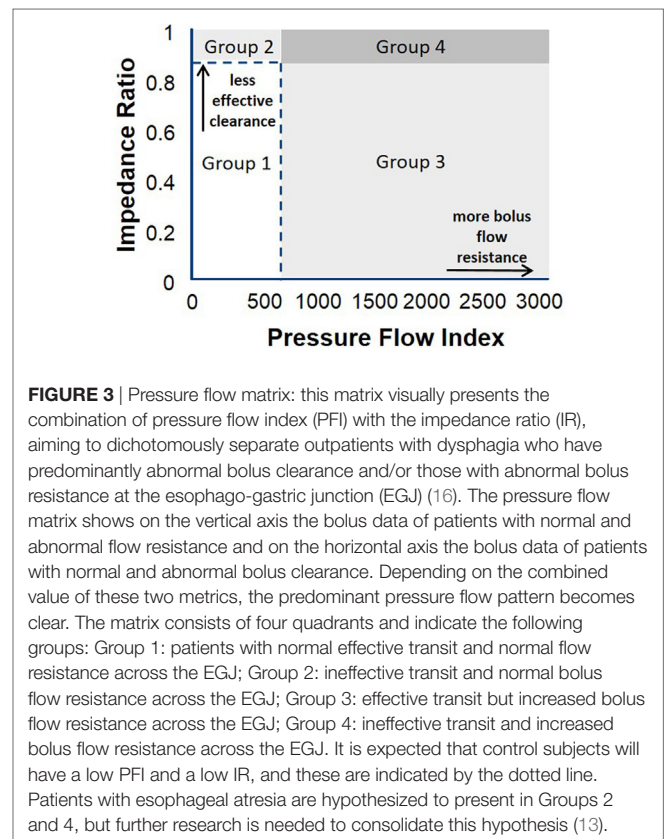 1
0.8
0.6
0.4
0.2
0
Impedance Ratio
Group 2
Group 4
less
effective
clearance
Group 1
Group 3
more bolus
flow
resistance
0 500 1000 1500 2000 2500 3000
Pressure Flow Index
FIGURE 3 | Pressure flow matrix: this matrix visually presents the
combination of pressure flow index (PFI) with the impedance ratio (IR),
aiming to dichotomously separate outpatients with dysphagia who have
predominantly abnormal bolus clearance and/or those with abnormal bolus
resistance at the esophago-gastric junction (EGJ) (16). The pressure flow
matrix shows on the vertical axis the bolus data of patients with normal and
abnormal flow resistance and on the horizontal axis the bolus data of patients
with normal and abnormal bolus clearance. Depending on the combined
value of these two metrics, the predominant pressure flow pattern becomes
clear. The matrix consists of four quadrants and indicate the following
groups: Group 1: patients with normal effective transit and normal flow
resistance across the EGJ; Group 2: ineffective transit and normal bolus
flow resistance across the EGJ; Group 3: effective transit but increased bolus
flow resistance across the EGJ; Group 4: ineffective transit and increased
bolus flow resistance across the EGJ. It is expected that control subjects will
have a low PFI and a low IR, and these are indicated by the dotted line.
Patients with esophageal atresia are hypothesized to present in Groups 2
and 4, but further research is needed to consolidate this hypothesis (13).